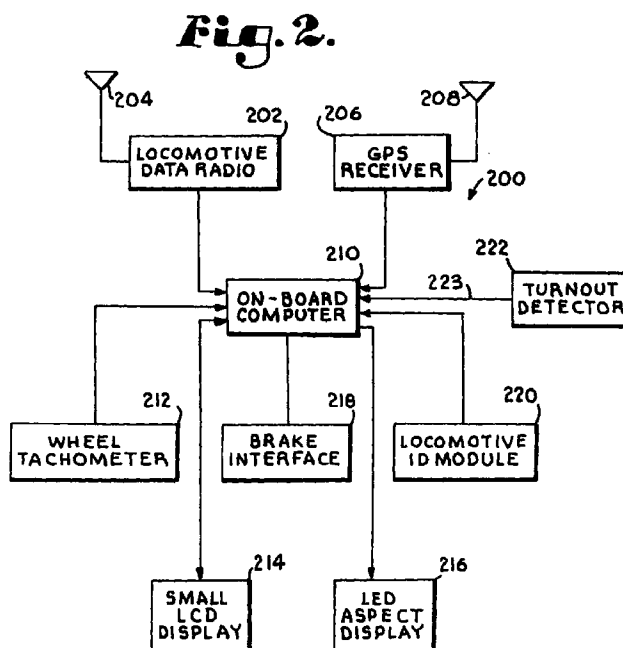 Fig. 2.
204
202
206
208
LOCOMOTIVE
DATA RADIO
GPS
RECEIVER
200
210
222
ON-BOARD
COMPUTER
223
TURNOUT
DETECTOR
212
218
220
WHEEL
TACHOMETER
BRAKE
INTERFACE
LOCOMOTIVE
ID MODULE
214
216
SMALL
LCD
DISPLAY
LED
ASPECT
DISPLAY